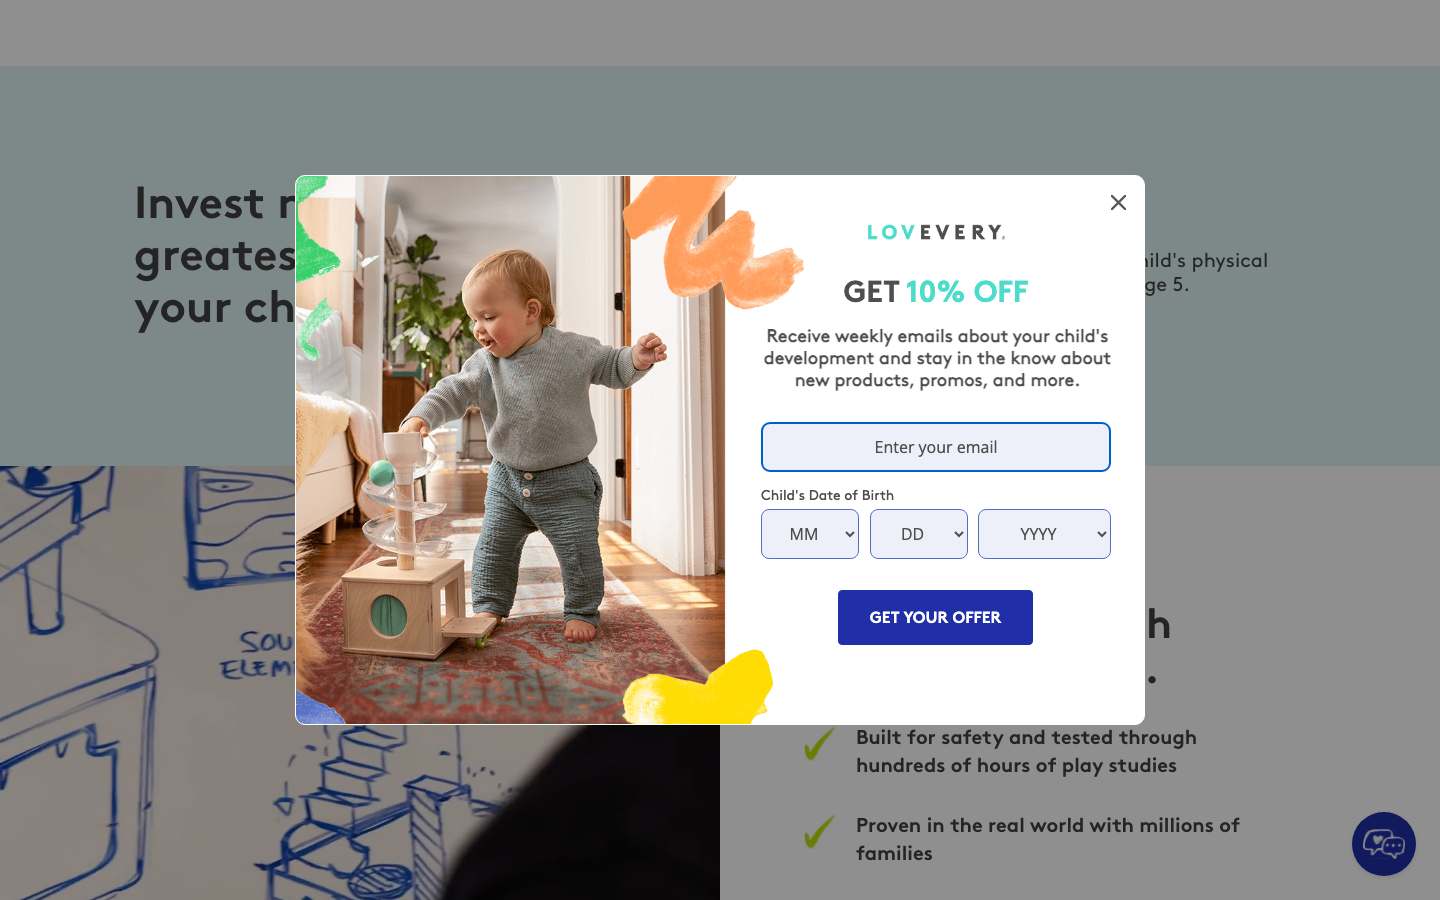 Invest
greates
your ch
hild's physical
ge 5.
LOVEVERY
GET 10% OFF
Receive weekly emails about your child's
development and stay in the know about
new products, promos, and more.
Enter your email
Child's Date of Birth
MM DD YYYY
GET YOUR OFFER
SOU
ELEM
h
.
Built for safety and tested through
hundreds of hours of play studies
Proven in the real world with millions of
families